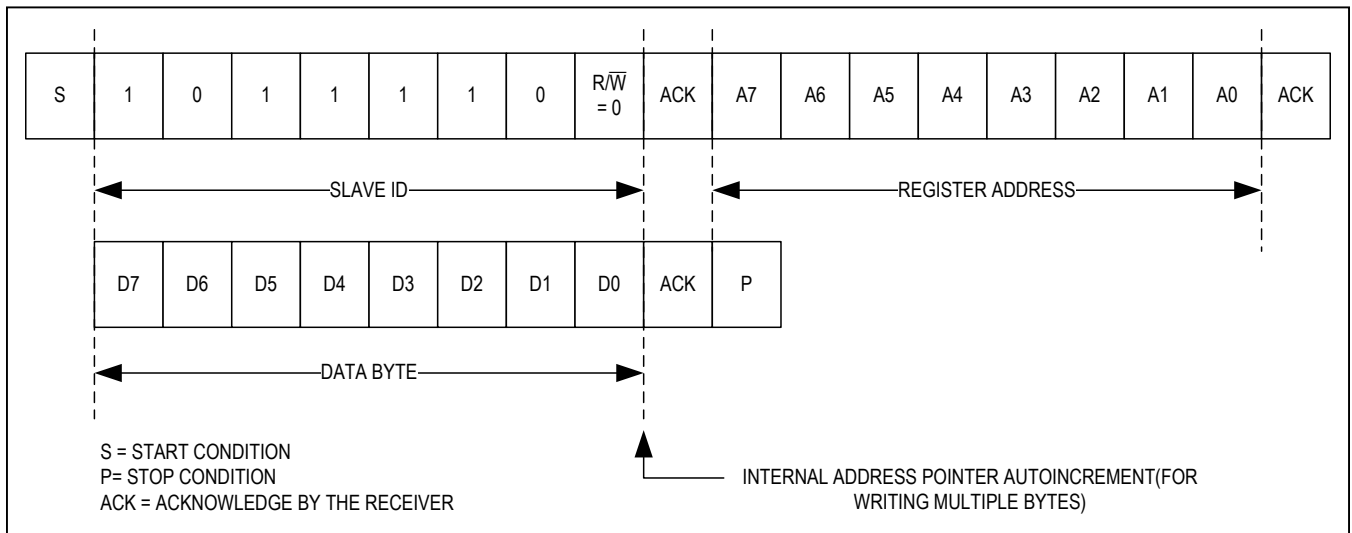 S 1 0 1 1 1 1 0 R/W̅ = 0 ACK A7 A6 A5 A4 A3 A2 A1 A0 ACK
SLAVE ID REGISTER ADDRESS
D7 D6 D5 D4 D3 D2 D1 D0 ACK P
DATA BYTE
S = START CONDITION
P= STOP CONDITION
ACK = ACKNOWLEDGE BY THE RECEIVER
INTERNAL ADDRESS POINTER AUTOINCREMENT(FOR
WRITING MULTIPLE BYTES)